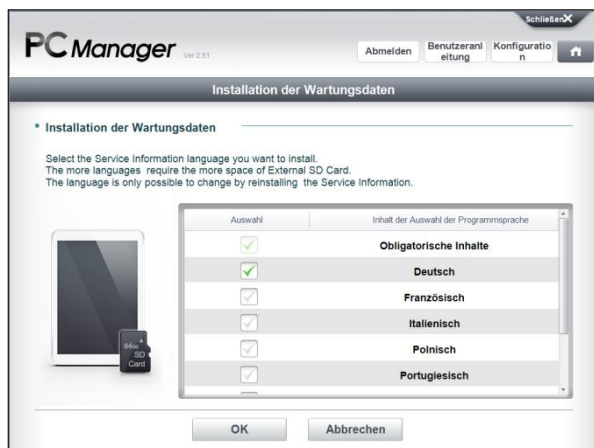 Schließen X
PC Manager Ver 2.51
Abmelden
Benutzeranl
eitung
Konfiguratio
n
Installation der Wartungsdaten
Installation der Wartungsdaten
Select the Service Information language you want to install.
The more languages require the more space of External SD Card.
The language is only possible to change by reinstalling the Service Information.
Auswahl
Inhalt der Auswahl der Programmsprache
Obligatorische Inhalte
Deutsch
Französisch
Italienisch
Polnisch
Portugiesisch
64GB
SD
Card
OK
Abbrechen